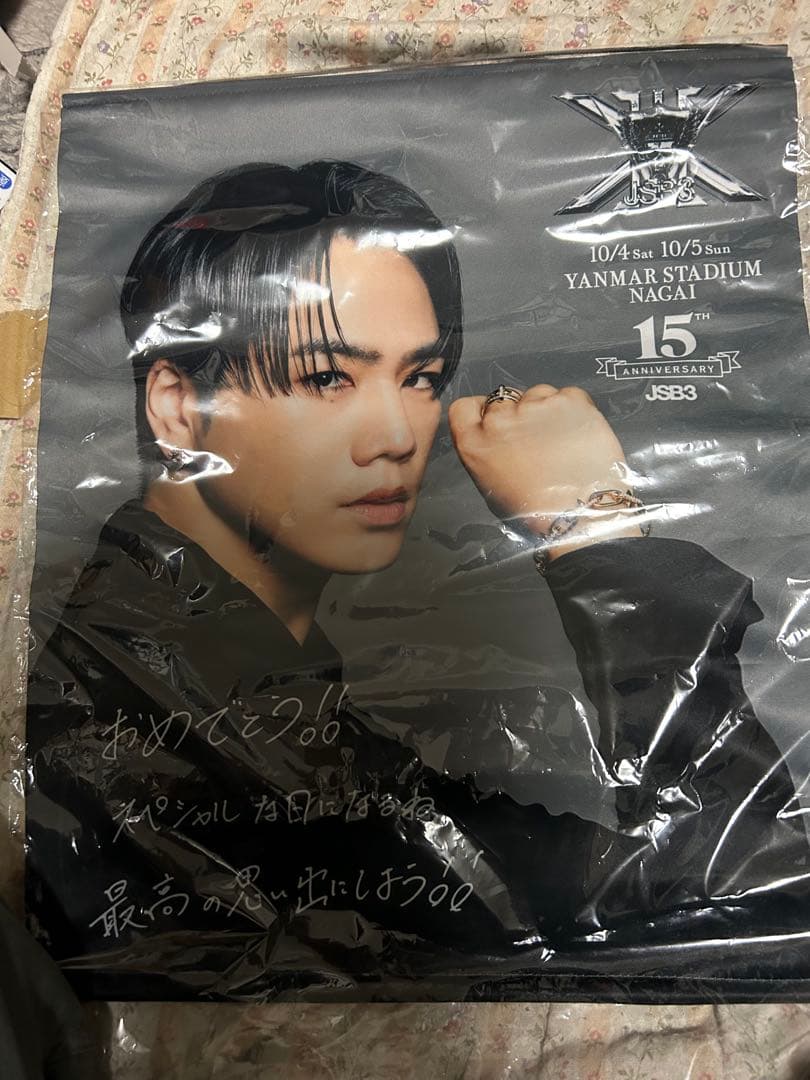 JSB3
10/4 Sat 10/5 Sun
YANMAR STADIUM
NAGAI
15TH
ANNIVERSARY
JSB3
おめでとう!!
スペシャルな日になるね
最高の思い出にしよう!!